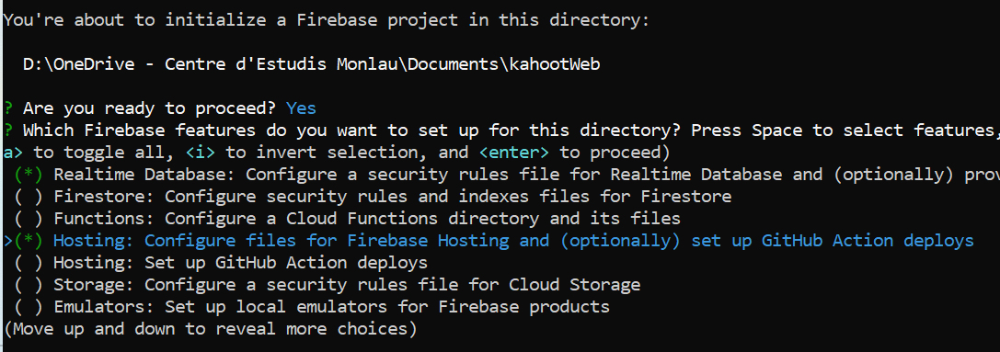 You're about to initialize a Firebase project in this directory:
D:\OneDrive - Centre d'Estudis Monlau\Documents\kahootWeb
? Are you ready to proceed? Yes
? Which Firebase features do you want to set up for this directory? Press Space to select features,
a> to toggle all, <i> to invert selection, and <enter> to proceed)
(*) Realtime Database: Configure a security rules file for Realtime Database and (optionally) prov
( ) Firestore: Configure security rules and indexes files for Firestore
( ) Functions: Configure a Cloud Functions directory and its files
>(*) Hosting: Configure files for Firebase Hosting and (optionally) set up GitHub Action deploys
( ) Hosting: Set up GitHub Action deploys
( ) Storage: Configure a security rules file for Cloud Storage
( ) Emulators: Set up local emulators for Firebase products
(Move up and down to reveal more choices)